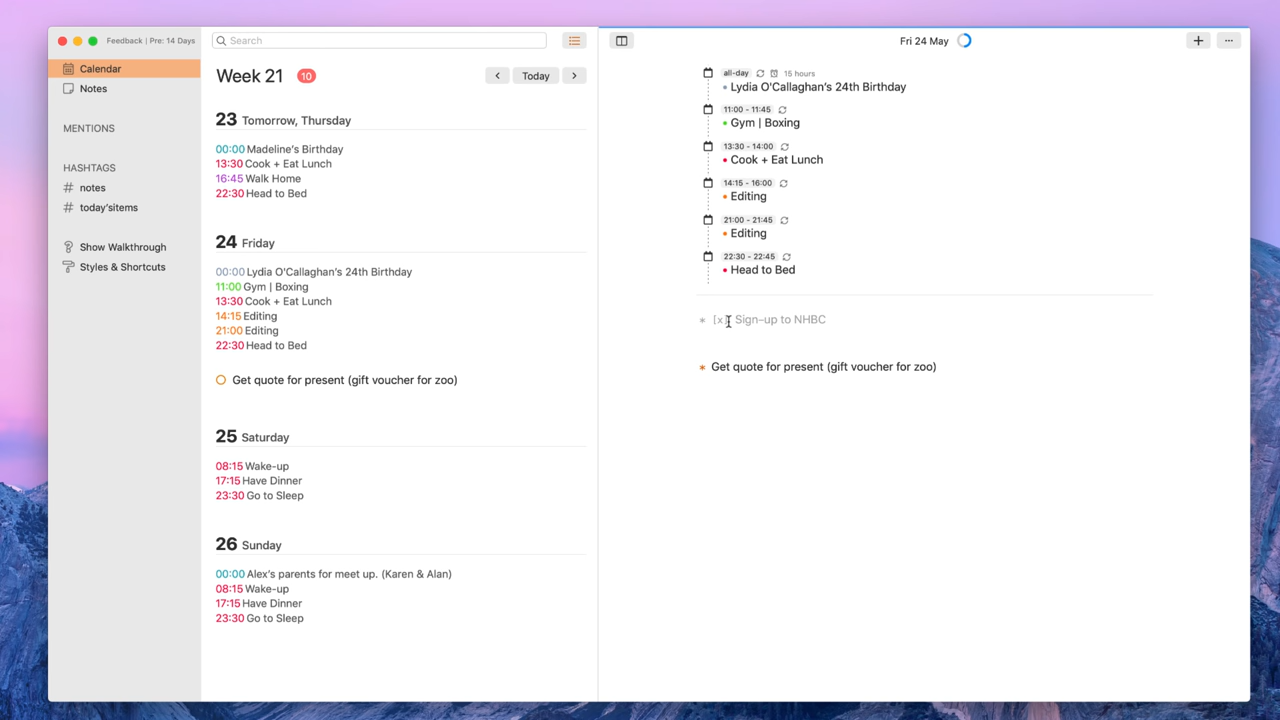 Feedback | Pre: 14 Days
Calendar
Notes
MENTIONS
HASHTAGS
# notes
# today'sitems
Show Walkthrough
Styles & Shortcuts
Search
Week 21
10
Today
23 Tomorrow, Thursday
00:00 Madeline's Birthday
13:30 Cook + Eat Lunch
16:45 Walk Home
22:30 Head to Bed
24 Friday
00:00 Lydia O'Callaghan's 24th Birthday
11:00 Gym | Boxing
13:30 Cook + Eat Lunch
14:15 Editing
21:00 Editing
22:30 Head to Bed
Get quote for present (gift voucher for zoo)
25 Saturday
08:15 Wake-up
17:15 Have Dinner
23:30 Go to Sleep
26 Sunday
00:00 Alex's parents for meet up. (Karen & Alan)
08:15 Wake-up
17:15 Have Dinner
23:30 Go to Sleep
Fri 24 May
all-day 15 hours
Lydia O'Callaghan's 24th Birthday
11:00 - 11:45
Gym | Boxing
13:30 - 14:00
Cook + Eat Lunch
14:15 - 16:00
Editing
21:00 - 21:45
Editing
22:30 - 22:45
Head to Bed
* [x] Sign-up to NHBC
* Get quote for present (gift voucher for zoo)